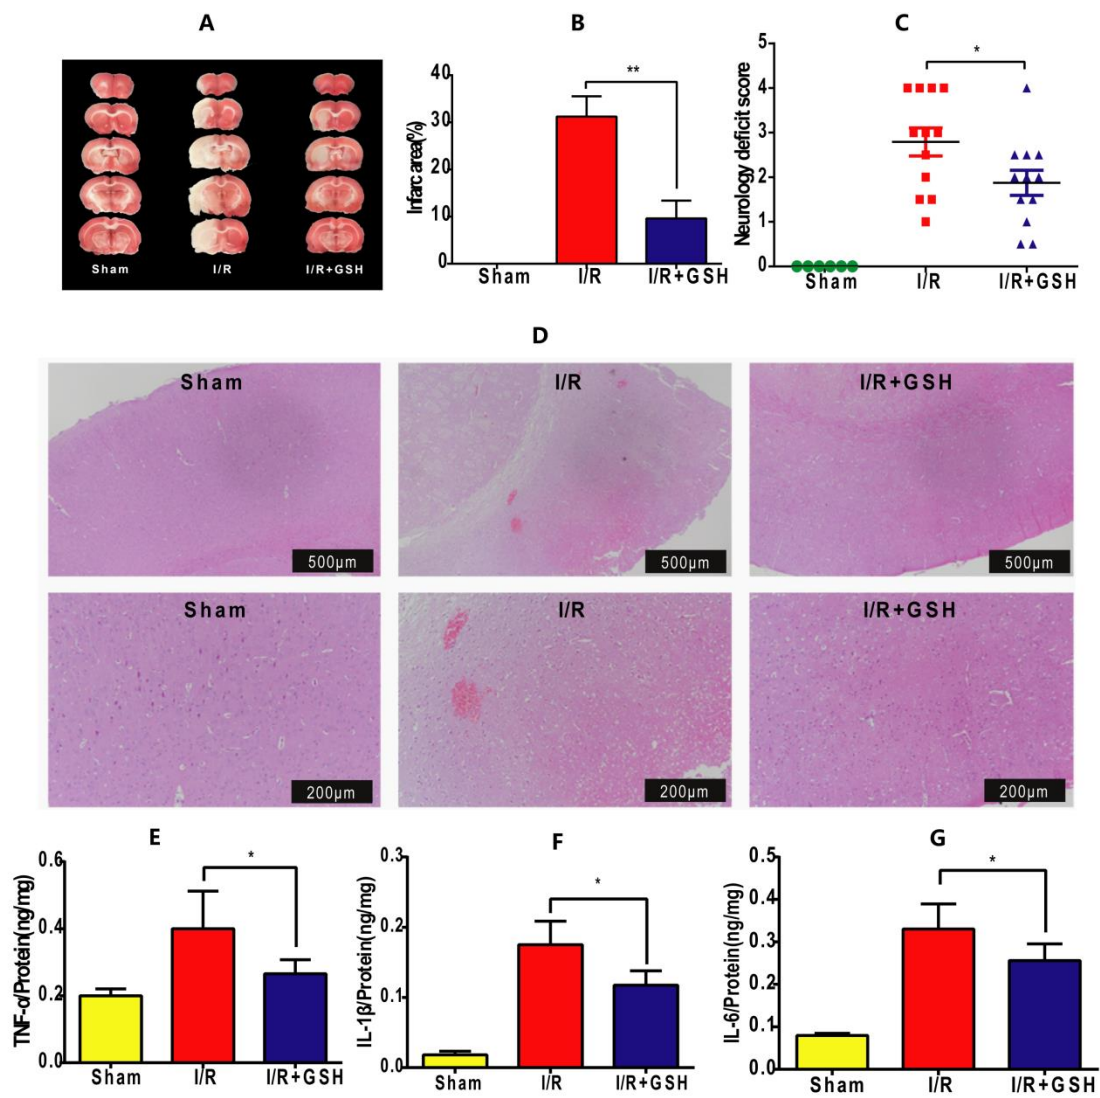 A
Sham
I/R
I/R+GSH
B
Infarc area(%)
40
30
20
10
0
**
Sham
I/R
I/R+GSH
C
Neurology deficit score
5
4
3
2
1
0
*
Sham
I/R
I/R+GSH
D
Sham
500μm
I/R
500μm
I/R+GSH
500μm
Sham
200μm
I/R
200μm
I/R+GSH
200μm
E
TNF-α/Protein(ng/mg)
0.6
0.4
0.2
0.0
*
Sham
I/R
I/R+GSH
F
IL-1β/Protein(ng/mg)
0.3
0.2
0.1
0.0
*
Sham
I/R
I/R+GSH
G
IL-6/Protein(ng/mg)
0.5
0.4
0.3
0.2
0.1
0.0
*
Sham
I/R
I/R+GSH